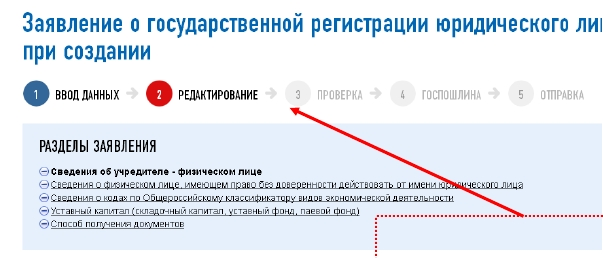 Заявление о государственной регистрации юридического ли
при создании
1 ВВОД ДАННЫХ 2 РЕДАКТИРОВАНИЕ 3 ПРОВЕРКА 4 ГОСПОШЛИНА 5 ОТПРАВКА
РАЗДЕЛЫ ЗАЯВЛЕНИЯ
Сведения об учредителе - физическом лице
Сведения о физическом лице, имеющем право без доверенности действовать от имени юридического лица
Сведения о кодах по Общероссийскому классификатору видов экономической деятельности
Уставный капитал (складочный капитал, уставный фонд, паевой фонд)
Способ получения документов